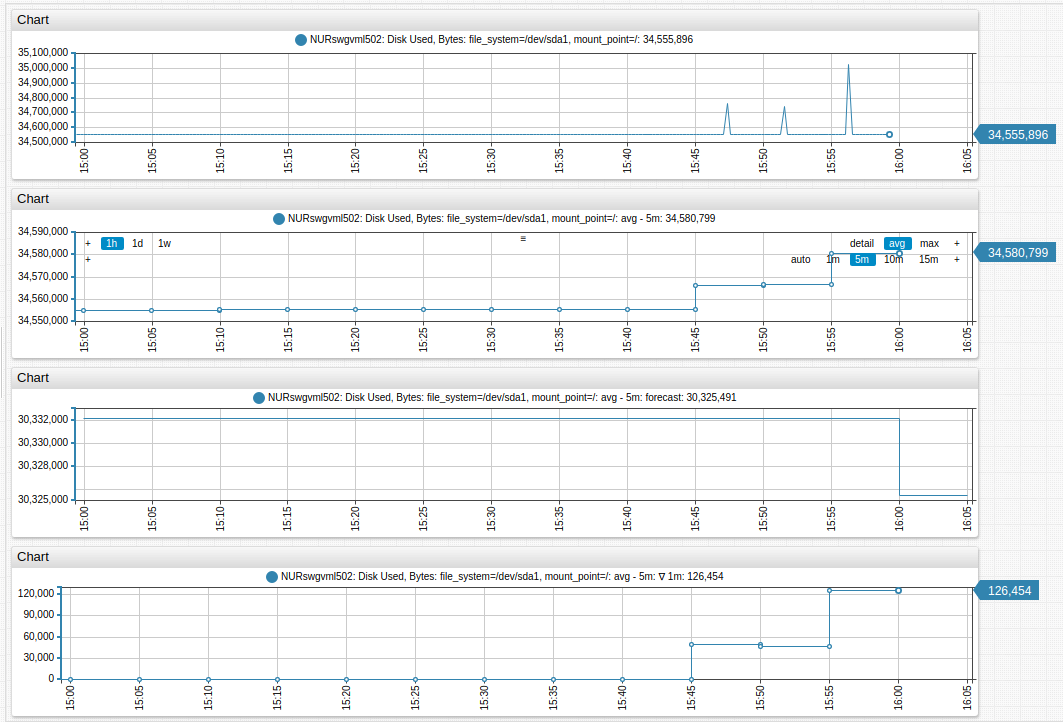 Chart
NURswgvml502: Disk Used, Bytes: file_system=/dev/sda1, mount_point=/: 34,555,896
35,100,000
35,000,000
34,900,000
34,800,000
34,700,000
34,600,000
34,500,000
34,555,896
15:00 15:05 15:10 15:15 15:20 15:25 15:30 15:35 15:40 15:45 15:50 15:55 16:00 16:05
Chart
NURswgvml502: Disk Used, Bytes: file_system=/dev/sda1, mount_point=/: avg - 5m: 34,580,799
34,590,000
34,580,000
34,570,000
34,560,000
34,550,000
+ 1h 1d 1w ≡ detail avg max +
+ auto 1m 5m 10m 15m +
34,580,799
15:00 15:05 15:10 15:15 15:20 15:25 15:30 15:35 15:40 15:45 15:50 15:55 16:00 16:05
Chart
NURswgvml502: Disk Used, Bytes: file_system=/dev/sda1, mount_point=/: avg - 5m: forecast: 30,325,491
30,332,000
30,330,000
30,328,000
30,325,000
15:00 15:05 15:10 15:15 15:20 15:25 15:30 15:35 15:40 15:45 15:50 15:55 16:00 16:05
Chart
NURswgvml502: Disk Used, Bytes: file_system=/dev/sda1, mount_point=/: avg - 5m: ∇ 1m: 126,454
120,000
90,000
60,000
30,000
0
126,454
15:00 15:05 15:10 15:15 15:20 15:25 15:30 15:35 15:40 15:45 15:50 15:55 16:00 16:05